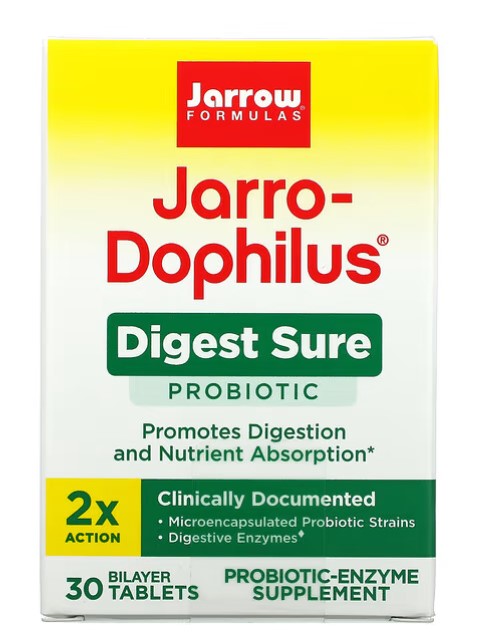 Jarrow®
FORMULAS
Jarro-
Dophilus®
Digest Sure
PROBIOTIC
Promotes Digestion
and Nutrient Absorption*
2x
ACTION
Clinically Documented
• Microencapsulated Probiotic Strains
• Digestive Enzymes♦
30 BILAYER
TABLETS
PROBIOTIC-ENZYME
SUPPLEMENT